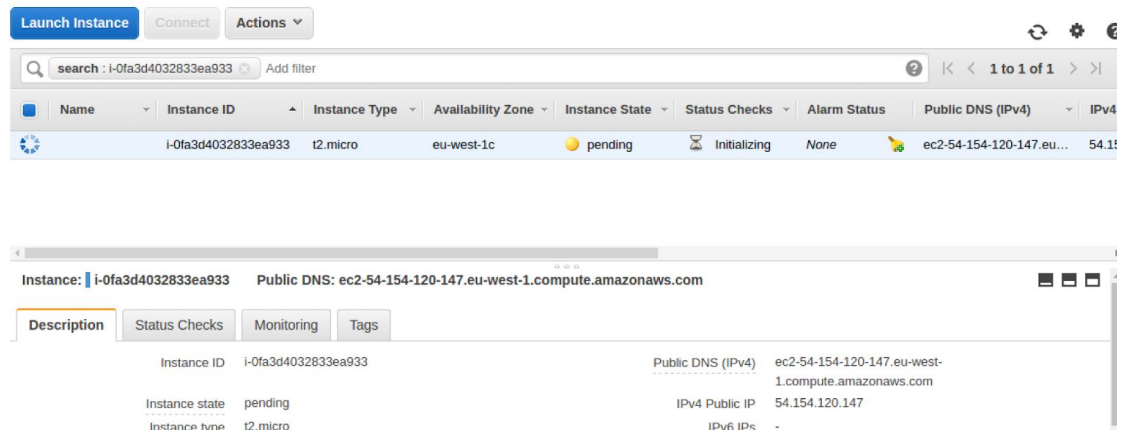 Launch Instance Connect Actions
search : i-0fa3d4032833ea933 Add filter 1 to 1 of 1
Name Instance ID Instance Type Availability Zone Instance State Status Checks Alarm Status Public DNS (IPv4) IPv4
i-0fa3d4032833ea933 t2.micro eu-west-1c pending Initializing None ec2-54-154-120-147.eu... 54.15
Instance: i-0fa3d4032833ea933 Public DNS: ec2-54-154-120-147.eu-west-1.compute.amazonaws.com
Description Status Checks Monitoring Tags
Instance ID i-0fa3d4032833ea933 Public DNS (IPv4) ec2-54-154-120-147.eu-west-
1.compute.amazonaws.com
Instance state pending IPv4 Public IP 54.154.120.147
Instance type t2.micro IPv6 IPs -